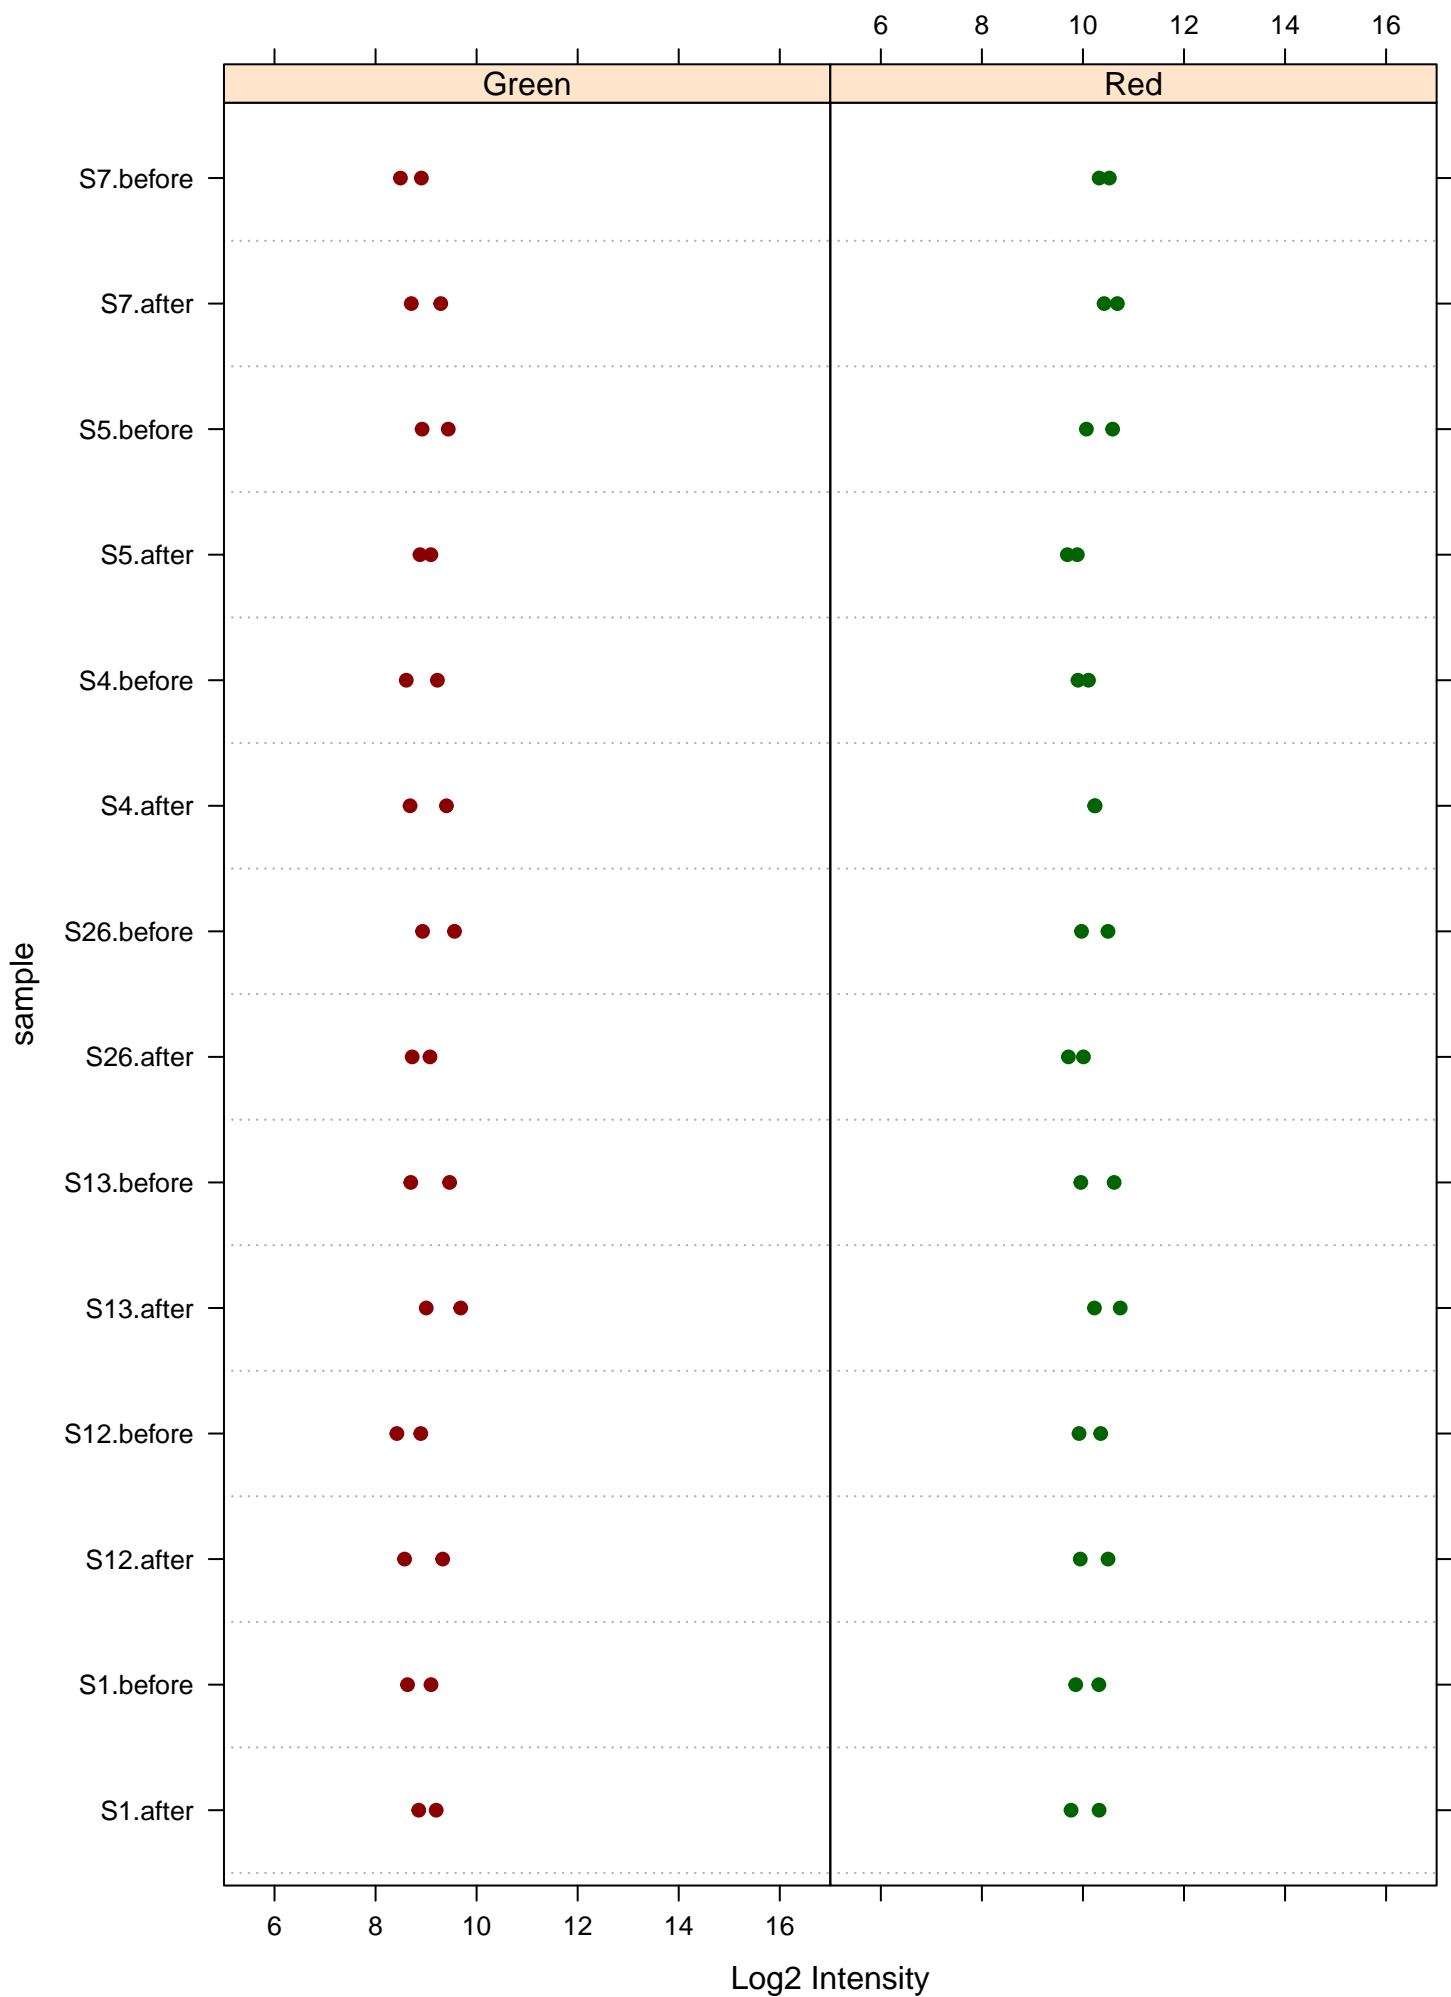 6 8 10 12 14 16
Green Red
S7.before
S7.after
S5.before
S5.after
S4.before
S4.after
S26.before
S26.after
S13.before
S13.after
S12.before
S12.after
S1.before
S1.after
sample
6 8 10 12 14 16
Log2 Intensity